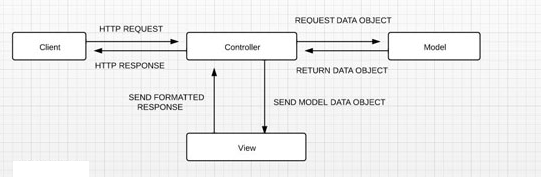 HTTP REQUEST
REQUEST DATA OBJECT
Client
Controller
Model
HTTP RESPONSE
RETURN DATA OBJECT
SEND FORMATTED
RESPONSE
SEND MODEL DATA OBJECT
View